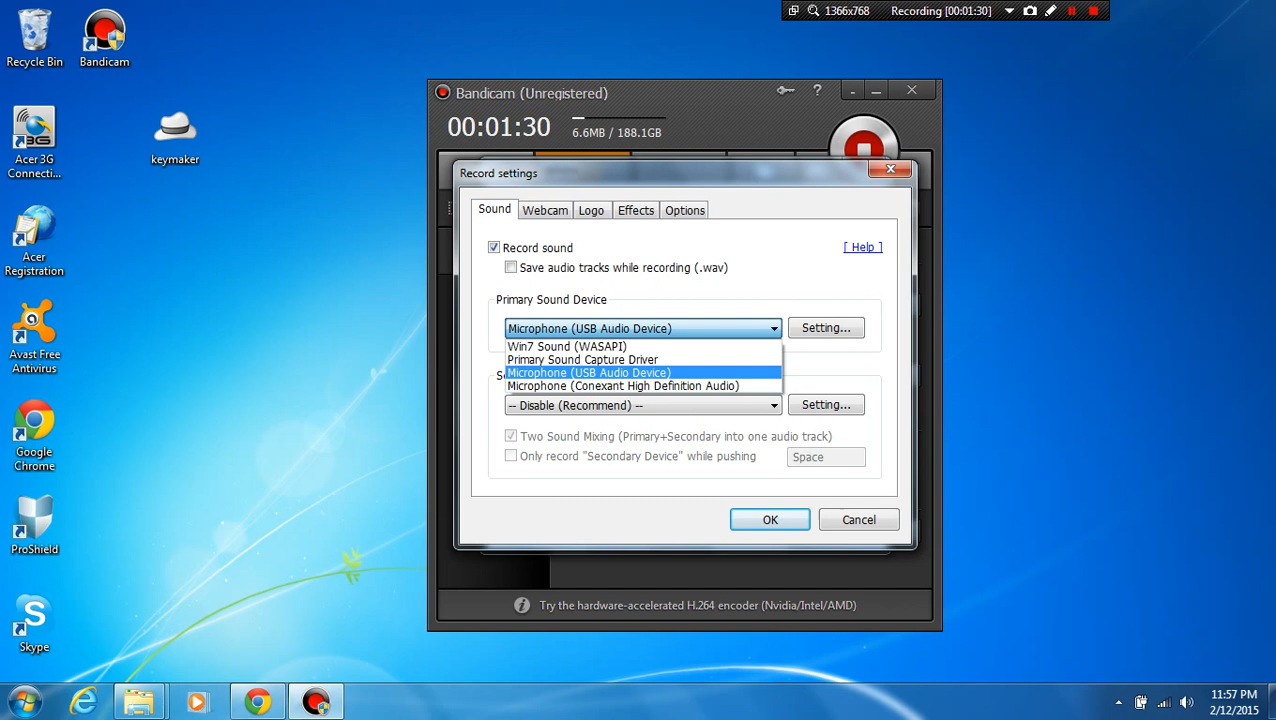 1366x768
Recording [00:01:30]
Recycle Bin
Bandicam
Acer 3G
Connecti...
keymaker
Acer
Registration
Avast Free
Antivirus
Google
Chrome
ProShield
Skype
Bandicam (Unregistered)
?
00:01:30
6.6MB / 188.1GB
Record settings
Sound
Webcam
Logo
Effects
Options
Record sound
[ Help ]
Save audio tracks while recording (.wav)
Primary Sound Device
Microphone (USB Audio Device)
Setting...
Win7 Sound (WASAPI)
Primary Sound Capture Driver
Microphone (USB Audio Device)
Microphone (Conexant High Definition Audio)
-- Disable (Recommend) --
Setting...
Two Sound Mixing (Primary+Secondary into one audio track)
Only record "Secondary Device" while pushing
Space
OK
Cancel
Try the hardware-accelerated H.264 encoder (Nvidia/Intel/AMD)
11:57 PM
2/12/2015